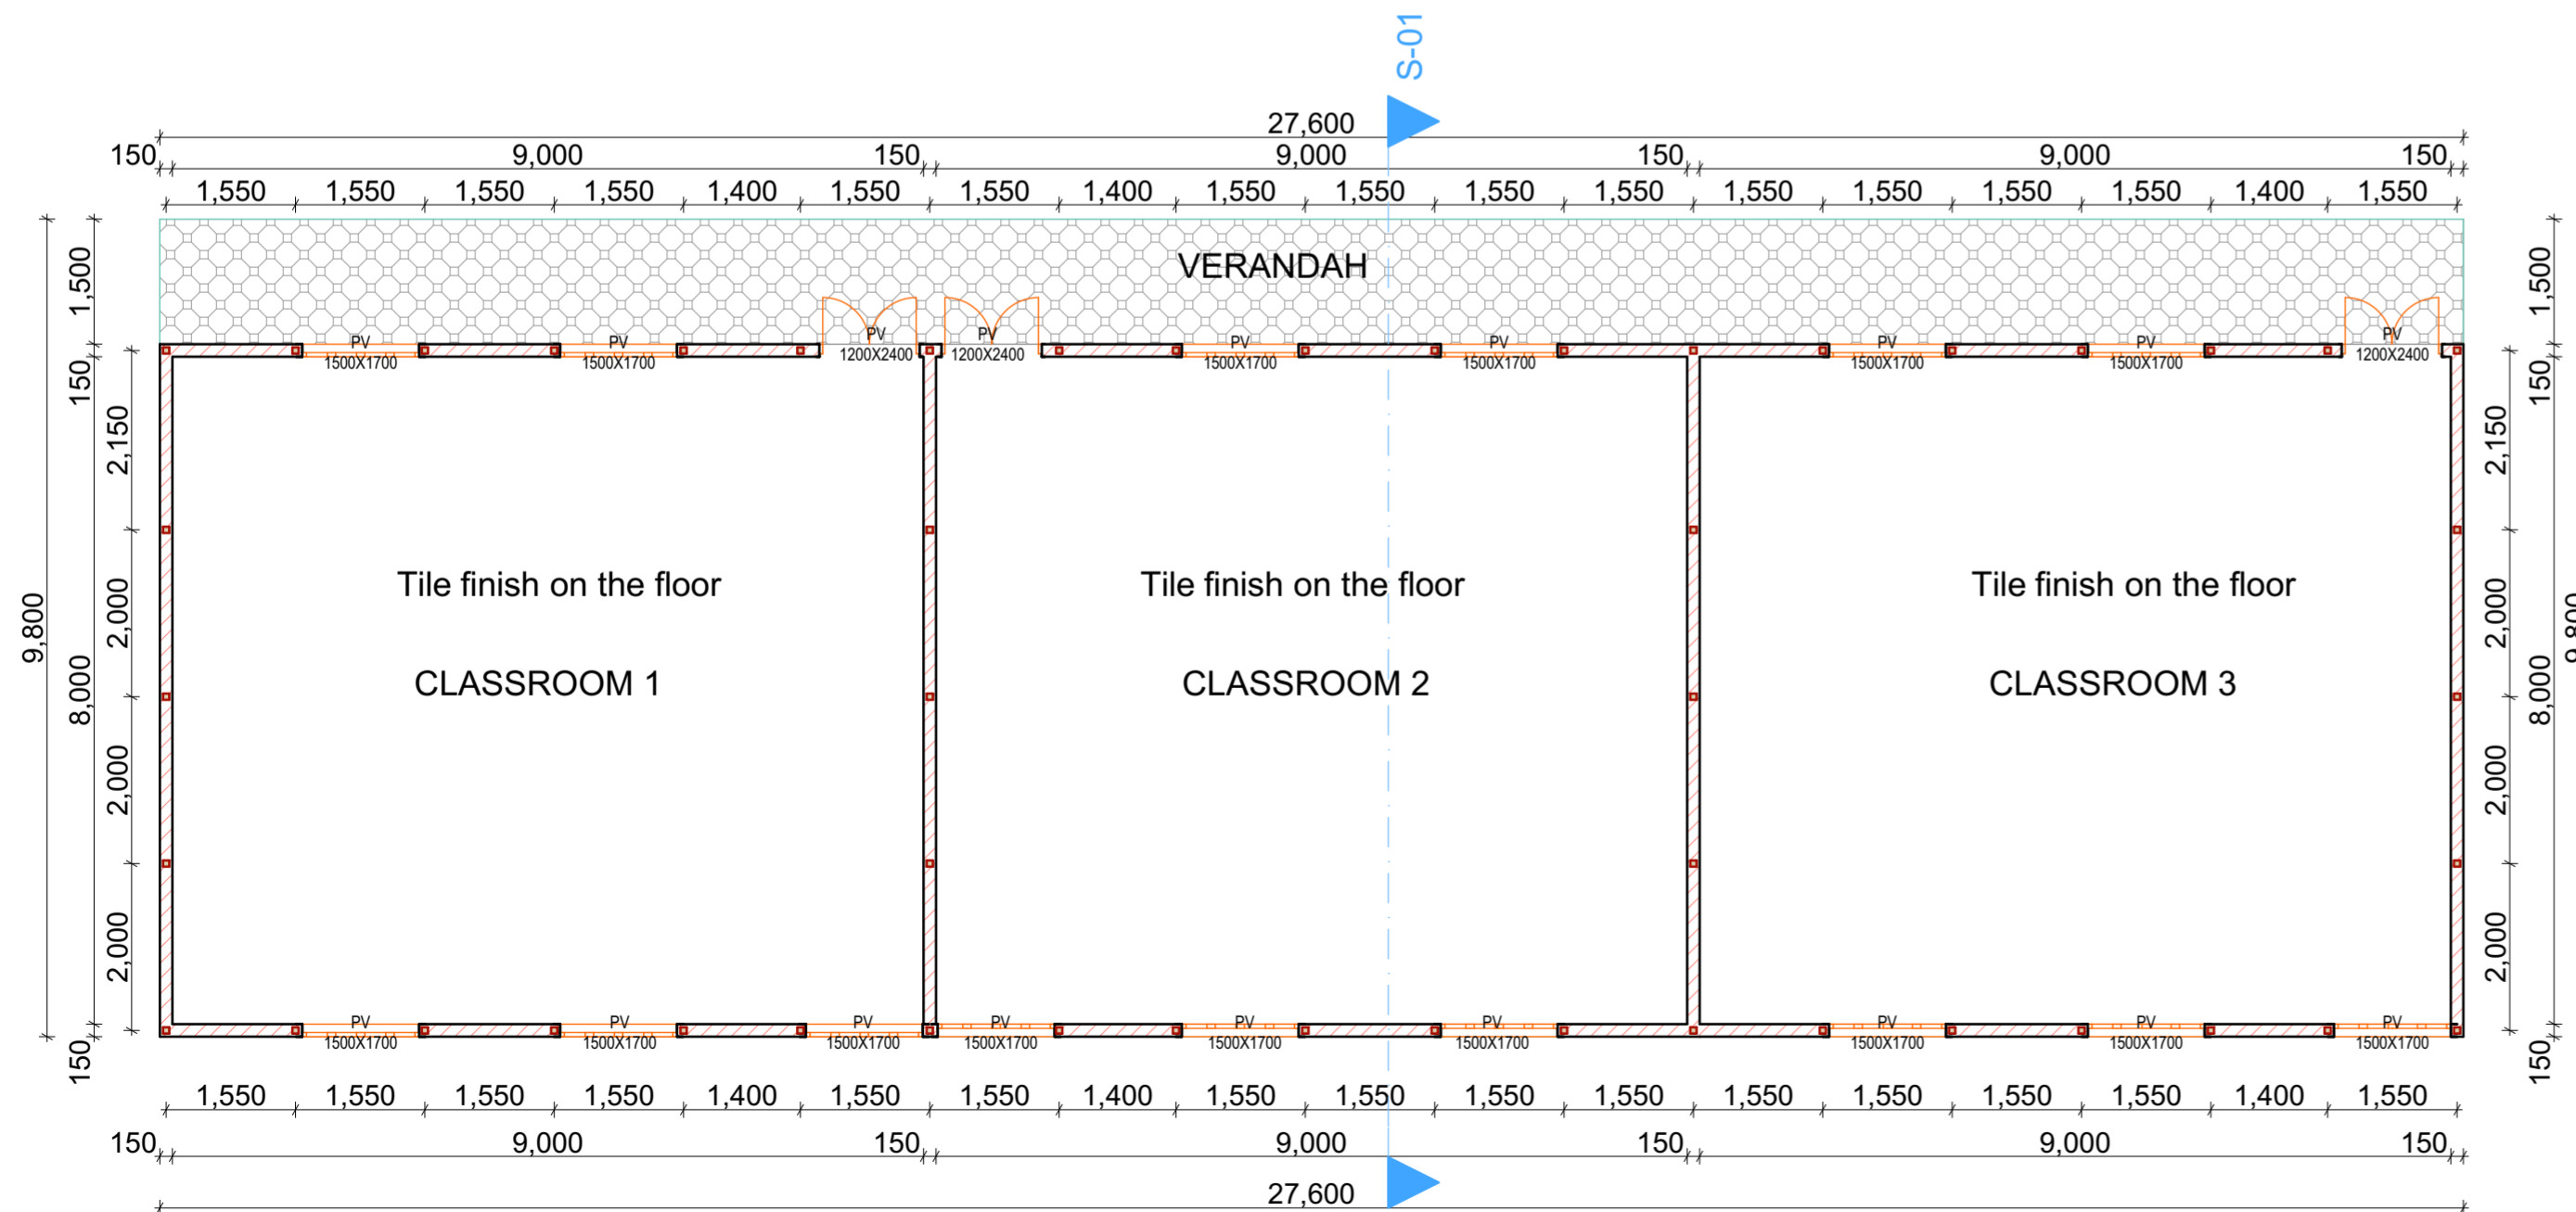 S-01
27,600
150 9,000 150 9,000 150 9,000 150
1,550 1,550 1,550 1,550 1,400 1,550 1,550 1,400 1,550 1,550 1,550 1,550 1,550 1,550 1,550 1,550 1,400 1,550
VERANDAH
1,500 1,500
PV PV PV PV PV PV PV PV PV
1500X1700 1500X1700 1200X2400 1200X2400 1500X1700 1500X1700 1500X1700 1500X1700 1200X2400
150 150
2,150 2,150
Tile finish on the floor Tile finish on the floor Tile finish on the floor
9,800 2,000 2,000 9,800
8,000 CLASSROOM 1 CLASSROOM 2 CLASSROOM 3 8,000
2,000 2,000
2,000 2,000
PV PV PV PV PV PV PV PV PV
1500X1700 1500X1700 1500X1700 1500X1700 1500X1700 1500X1700 1500X1700 1500X1700 1500X1700
150 150
1,550 1,550 1,550 1,550 1,400 1,550 1,550 1,400 1,550 1,550 1,550 1,550 1,550 1,550 1,550 1,550 1,400 1,550
150 9,000 150 9,000 150 9,000 150
27,600